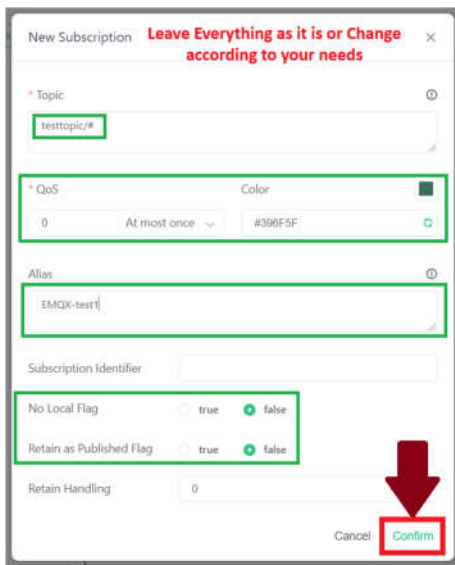 New Subscription
Leave Everything as it is or Change
according to your needs
* Topic
testtopic/#
* QoS
Color
0
At most once
#396F5F
Alias
EMQX-test1
Subscription Identifier
No Local Flag
true
false
Retain as Published Flag
true
false
Retain Handling
0
Cancel
Confirm